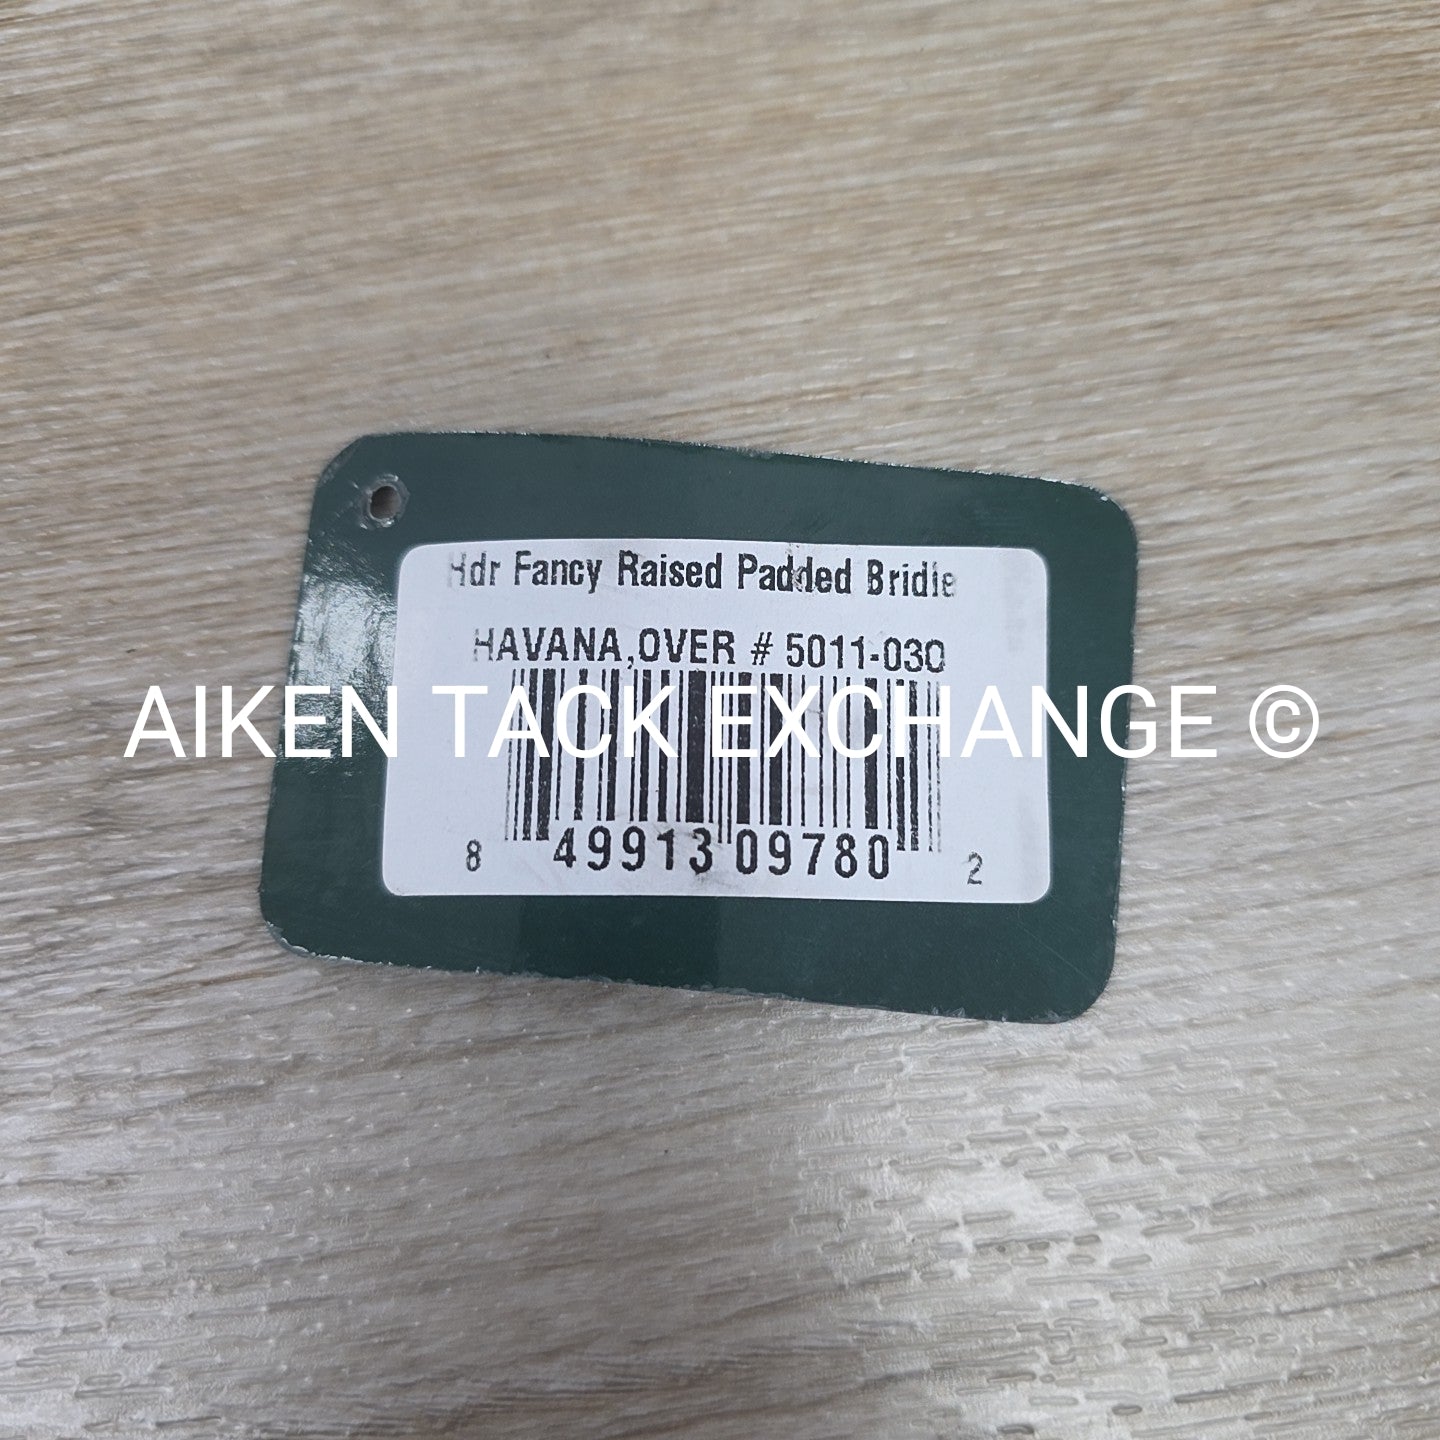 Hdr Fancy Raised Padded Bridle
HAVANA,OVER # 5011-030
AIKEN TACK EXCHANGE ©
8 49913 09780 2